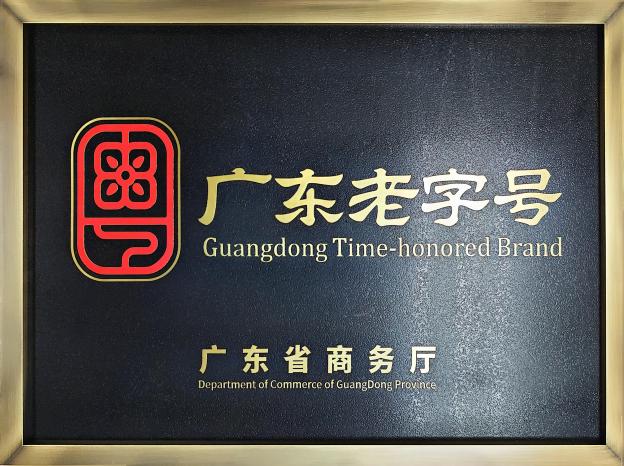 粤
广东老字号
Guangdong Time-honored Brand
广东省商务厅
Department of Commerce of GuangDong Province